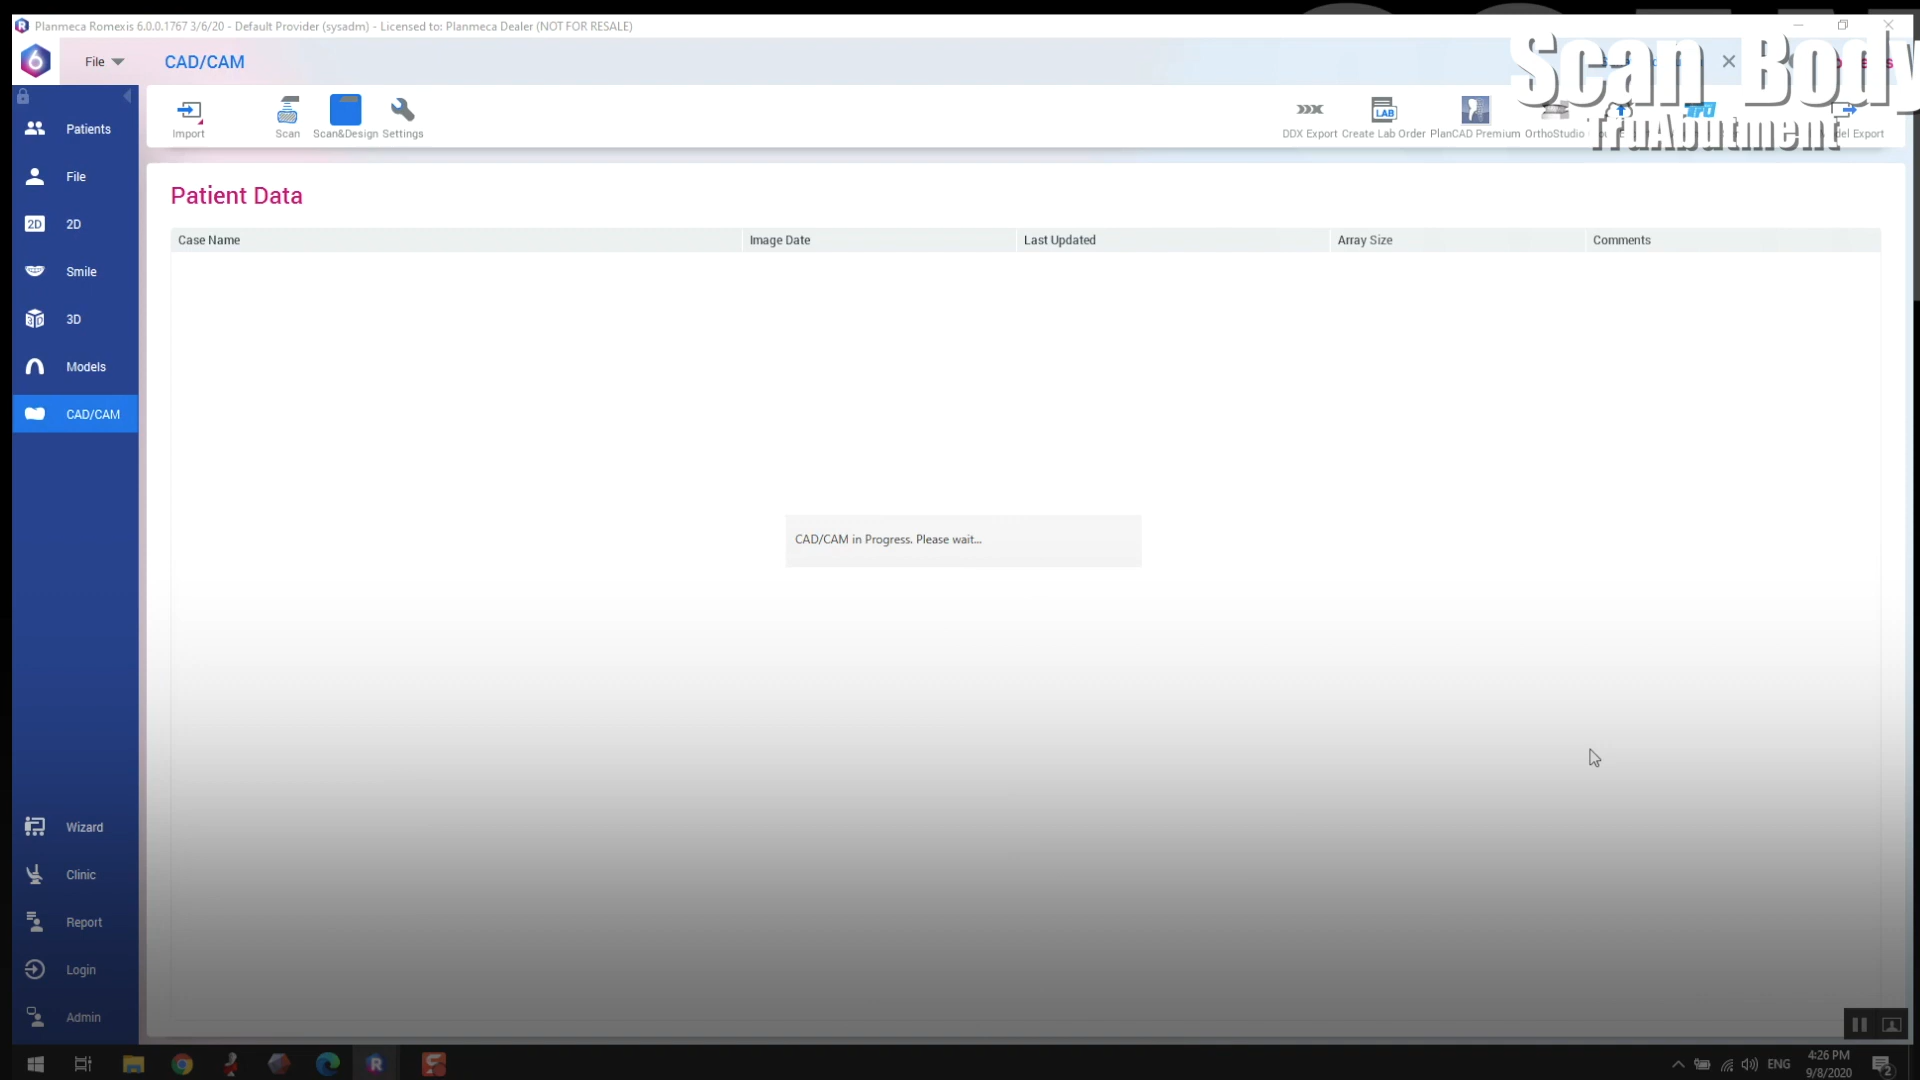 Planmeca Romexis 6.0.0.1767 3/6/20 - Default Provider (sysadm) - Licensed to: Planmeca Dealer (NOT FOR RESALE)
File
CAD/CAM
Scan Body
TruAbutment
Import
Scan
Scan&Design
Settings
DDX Export
Create Lab Order
PlanCAD Premium
OrthoStudio
Export
Patients
File
2D
2D
Smile
3D
Models
CAD/CAM
Wizard
Clinic
Report
Login
Admin
Patient Data
Case Name
Image Date
Last Updated
Array Size
Comments
CAD/CAM in Progress. Please wait...
ENG
4:26 PM
9/8/2020
2